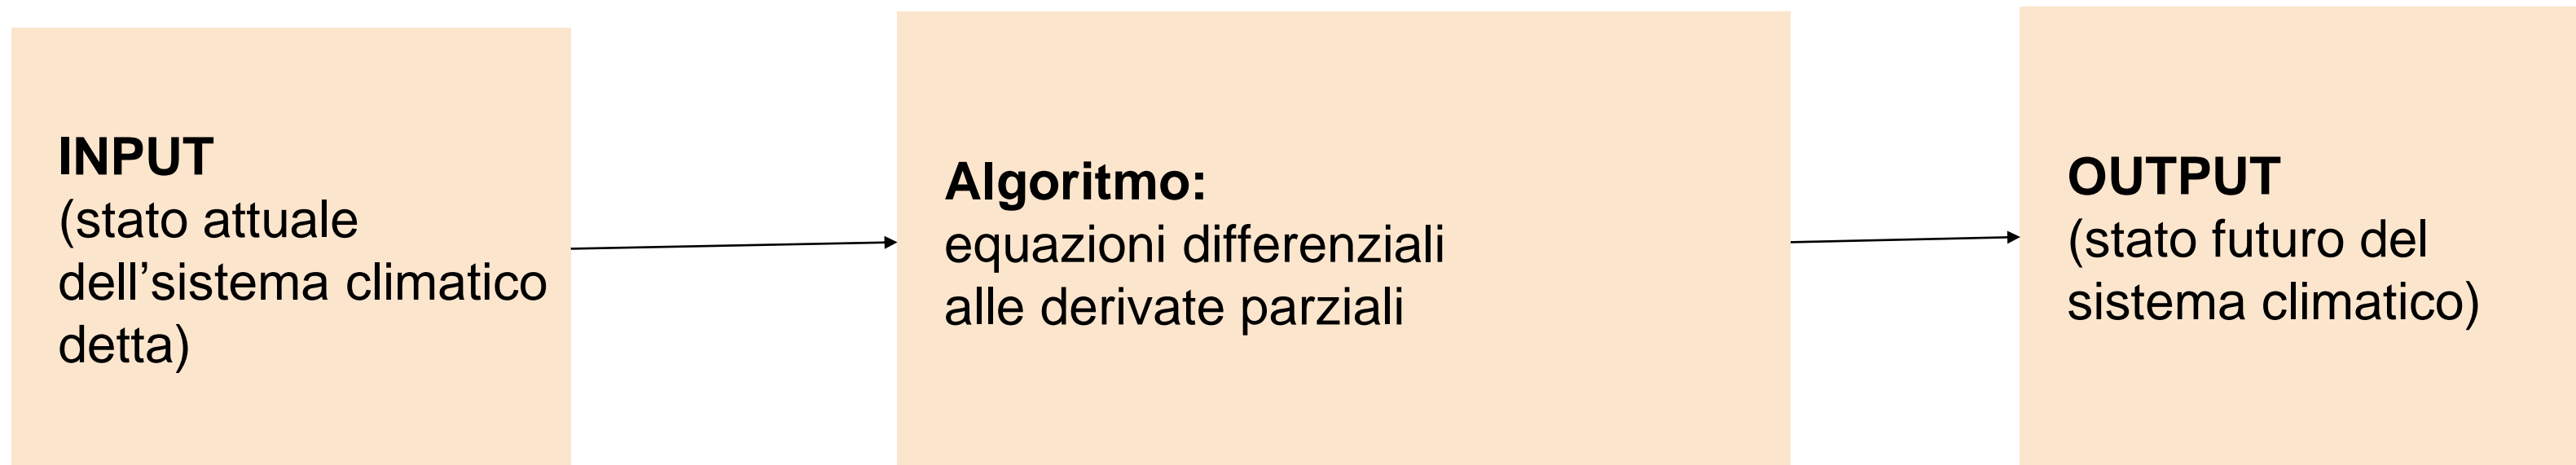 INPUT
(stato attuale
dell’sistema climatico
detta)
Algoritmo:
equazioni differenziali
alle derivate parziali
OUTPUT
(stato futuro del
sistema climatico)